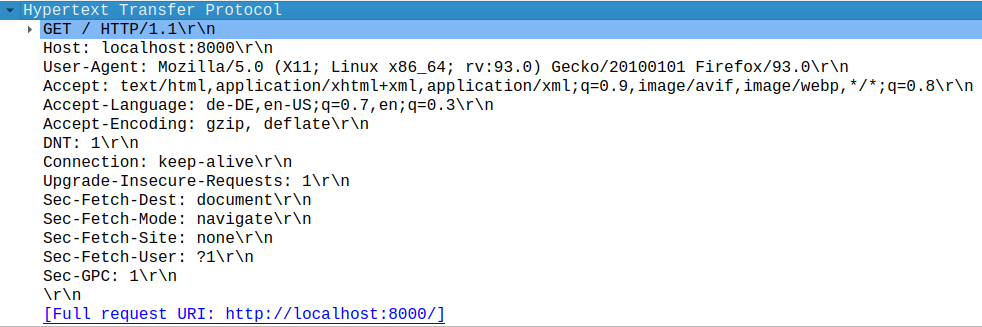 Hypertext Transfer Protocol
GET / HTTP/1.1\r\n
Host: localhost:8000\r\n
User-Agent: Mozilla/5.0 (X11; Linux x86_64; rv:93.0) Gecko/20100101 Firefox/93.0\r\n
Accept: text/html,application/xhtml+xml,application/xml;q=0.9,image/avif,image/webp,*/*;q=0.8\r\n
Accept-Language: de-DE,en-US;q=0.7,en;q=0.3\r\n
Accept-Encoding: gzip, deflate\r\n
DNT: 1\r\n
Connection: keep-alive\r\n
Upgrade-Insecure-Requests: 1\r\n
Sec-Fetch-Dest: document\r\n
Sec-Fetch-Mode: navigate\r\n
Sec-Fetch-Site: none\r\n
Sec-Fetch-User: ?1\r\n
Sec-GPC: 1\r\n
\r\n
[Full request URI: http://localhost:8000/]